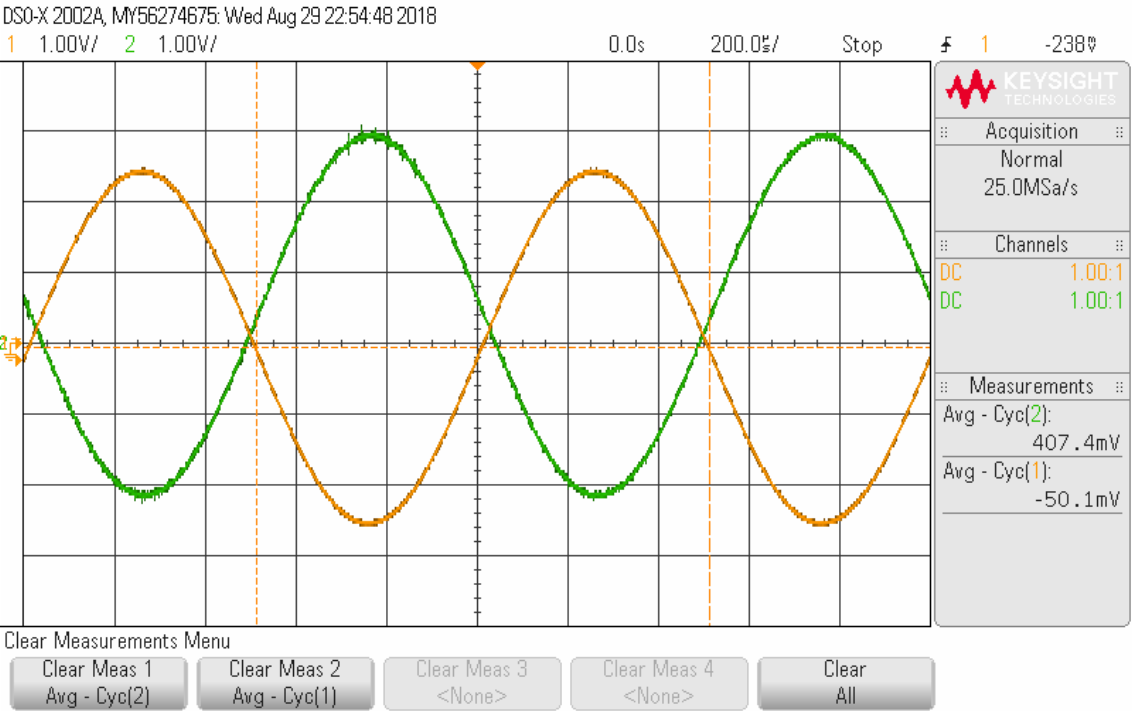 DSO-X 2002A, MY56274675: Wed Aug 29 22:54:48 2018
1 1.00V/ 2 1.00V/ 0.0s 200.0µs/ Stop 1 -238mV
KEYSIGHT
TECHNOLOGIES
Acquisition
Normal
25.0MSa/s
Channels
DC 1.00:1
DC 1.00:1
Measurements
Avg - Cyc(2):
407.4mV
Avg - Cyc(1):
-50.1mV
2
Clear Measurements Menu
Clear Meas 1
Avg - Cyc(2)
Clear Meas 2
Avg - Cyc(1)
Clear Meas 3
<None>
Clear Meas 4
<None>
Clear
All